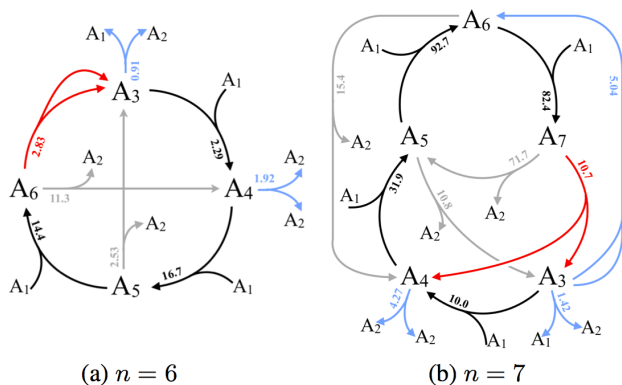 A₁ A₂
0.91
A₃
A₁
2.83
2.29
A₂
A₂
A₆
11.3
A₄
1.92
2.53
A₂
A₂
14.4
16.7
A₁
A₅
A₁
(a) n = 6
A₆
A₁
92.7
A₁
15.4
82.4
5.04
A₂
A₅
A₇
71.7
10.7
31.9
A₁
10.8
A₂
A₂
A₄
A₃
4.27
10.0
1.42
A₂
A₂
A₁
A₁
A₂
(b) n = 7